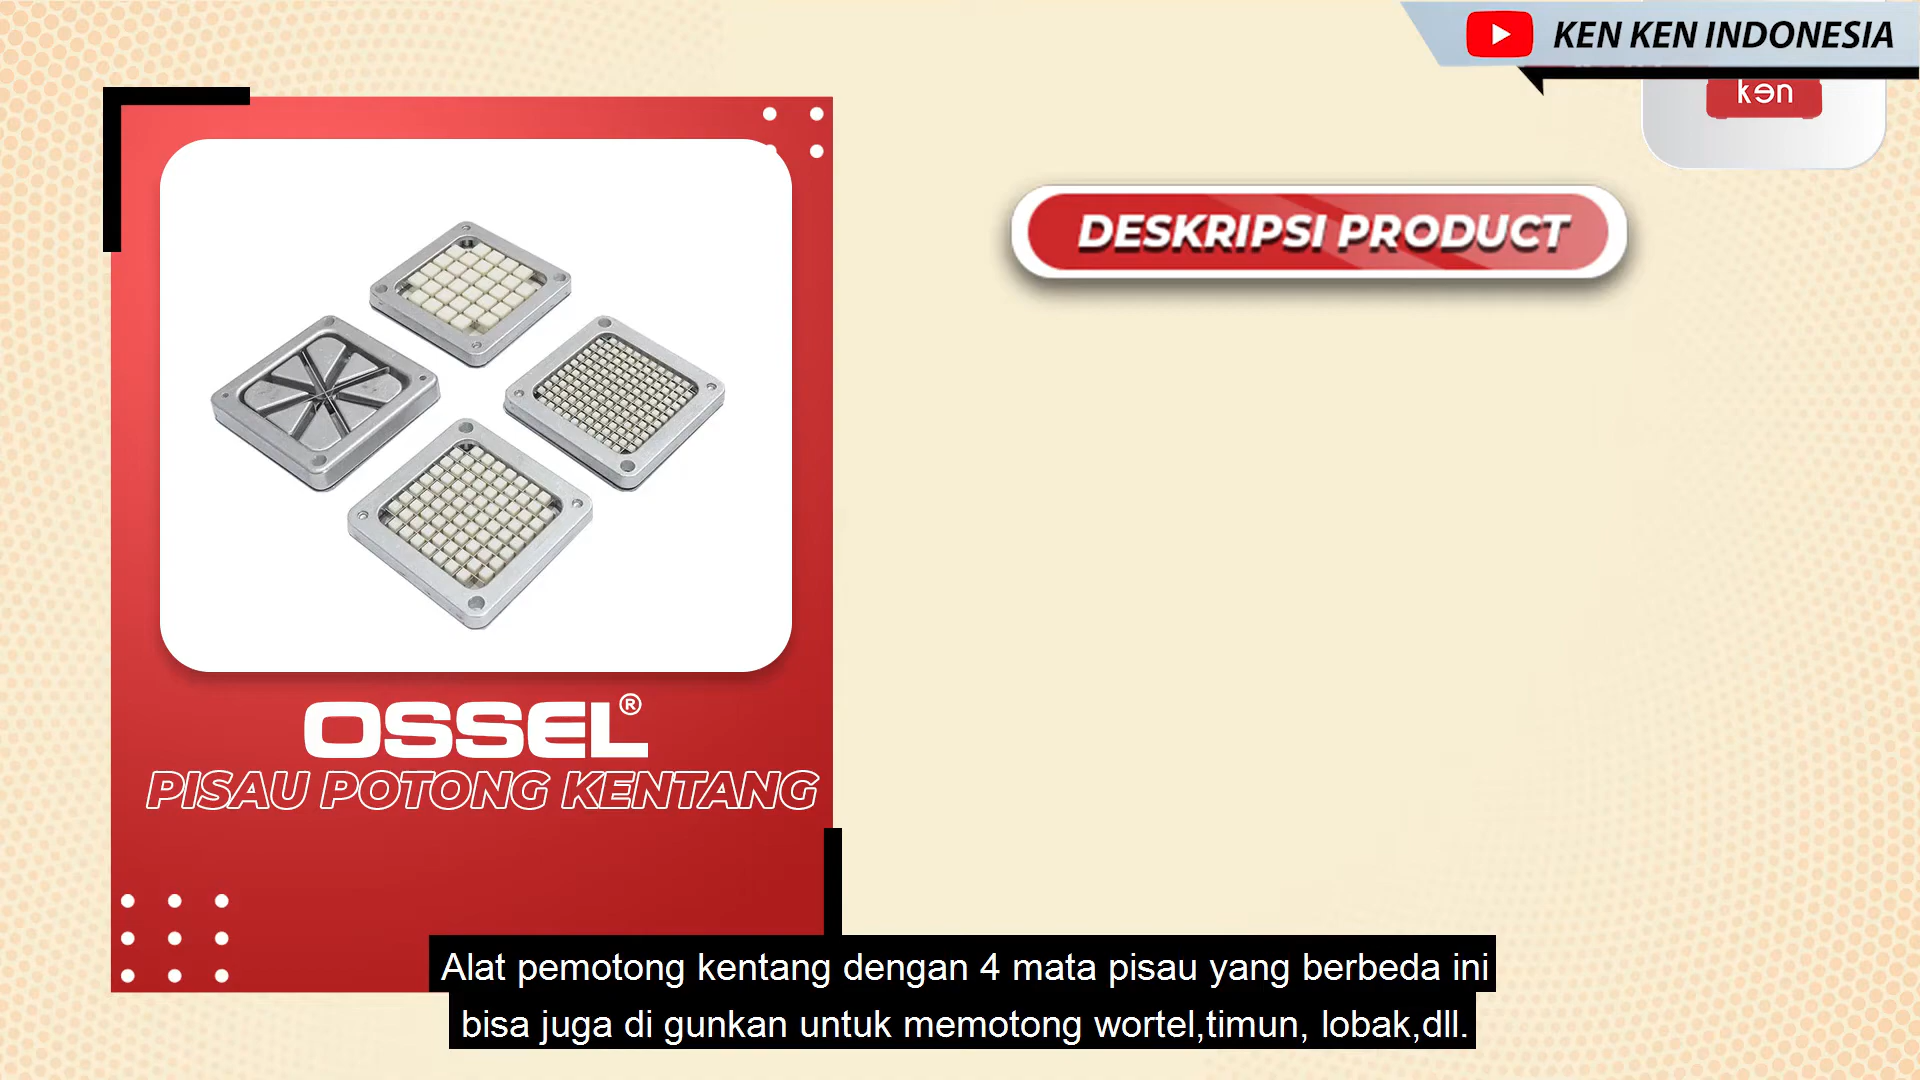 KEN KEN INDONESIA
ken
DESKRIPSI PRODUCT
OSSEL®
PISAU POTONG KENTANG
Alat pemotong kentang dengan 4 mata pisau yang berbeda ini
bisa juga di gunkan untuk memotong wortel,timun, lobak,dll.